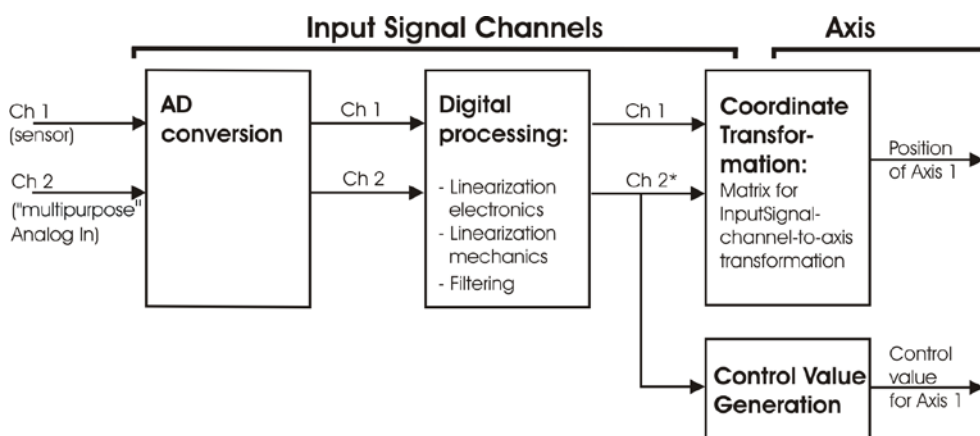 Input Signal Channels
Axis
Ch 1
(sensor)
Ch 2
("multipurpose"
Analog In)
AD
conversion
Ch 1
Ch 2
Digital
processing:
- Linearization
electronics
- Linearization
mechanics
- Filtering
Ch 1
Ch 2*
Coordinate
Transfor-
mation:
Matrix for
InputSignal-
channel-to-axis
transformation
Position
of Axis 1
Control Value
Generation
Control
value
for Axis 1